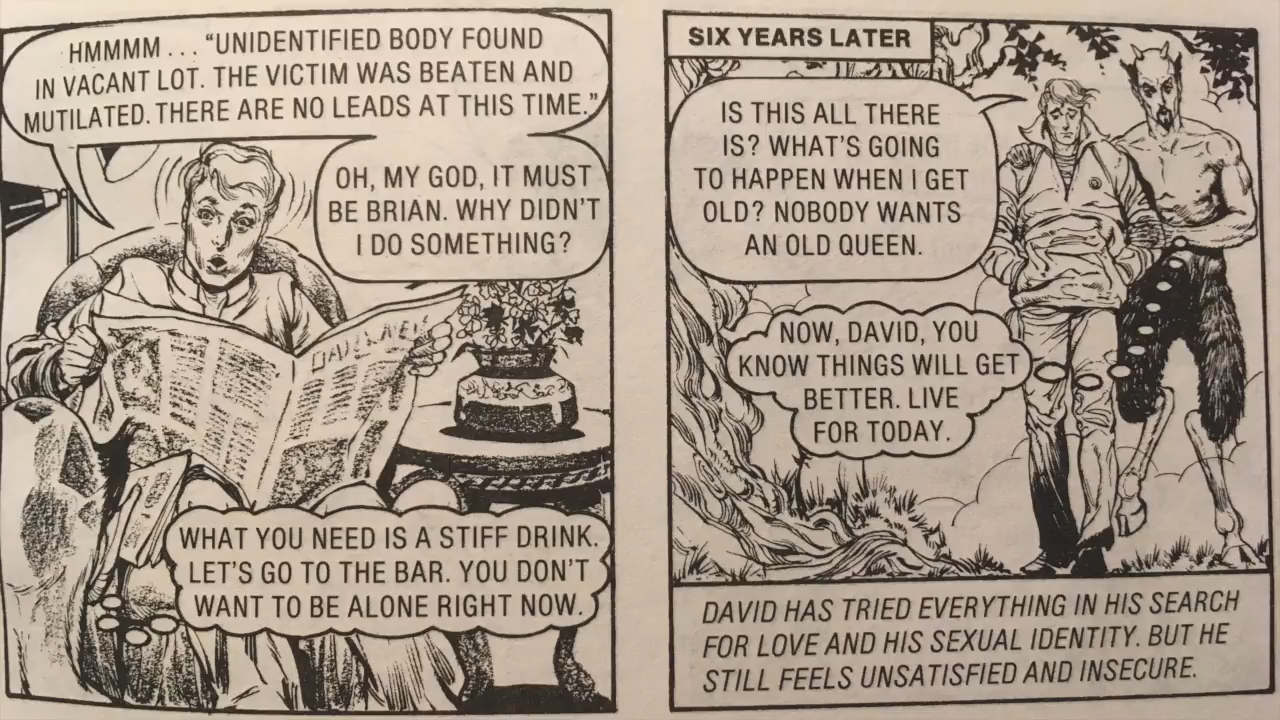 HMMMM . . . “UNIDENTIFIED BODY FOUND
IN VACANT LOT. THE VICTIM WAS BEATEN AND
MUTILATED. THERE ARE NO LEADS AT THIS TIME.”
OH, MY GOD, IT MUST
BE BRIAN. WHY DIDN’T
I DO SOMETHING?
WHAT YOU NEED IS A STIFF DRINK.
LET’S GO TO THE BAR. YOU DON’T
WANT TO BE ALONE RIGHT NOW.
SIX YEARS LATER
IS THIS ALL THERE
IS? WHAT’S GOING
TO HAPPEN WHEN I GET
OLD? NOBODY WANTS
AN OLD QUEEN.
NOW, DAVID, YOU
KNOW THINGS WILL GET
BETTER. LIVE
FOR TODAY.
DAVID HAS TRIED EVERYTHING IN HIS SEARCH
FOR LOVE AND HIS SEXUAL IDENTITY. BUT HE
STILL FEELS UNSATISFIED AND INSECURE.